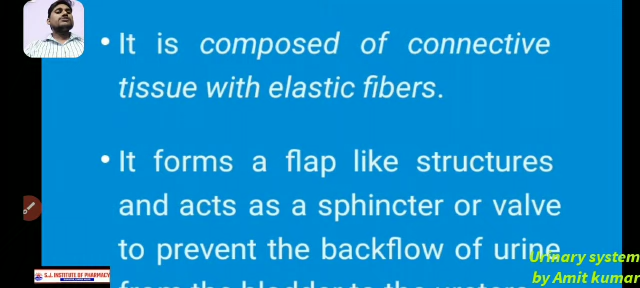 • It is composed of connective
tissue with elastic fibers.
• It forms a flap like structures
and acts as a sphincter or valve
to prevent the backflow of urine
from the bladder to the ureters
Urinary system
by Amit kumar
S.J. INSTITUTE OF PHARMACY